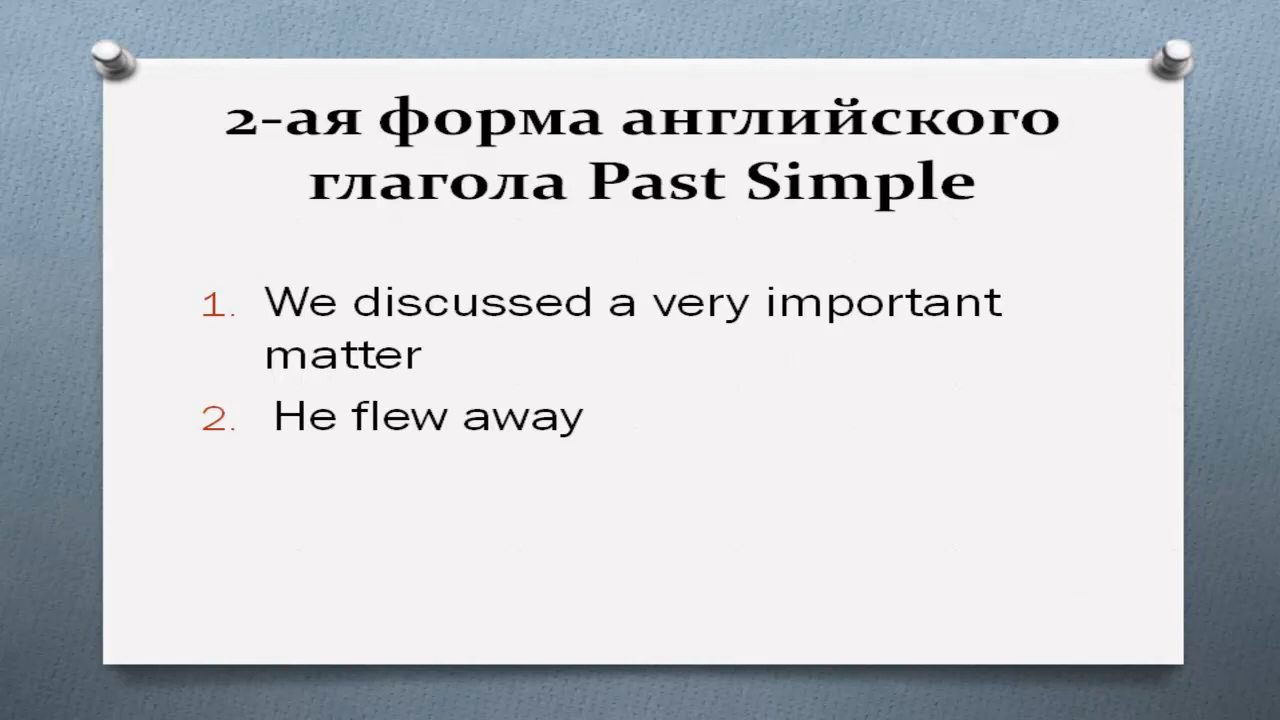 2-ая форма английского
глагола Past Simple
1. We discussed a very important
matter
2. He flew away